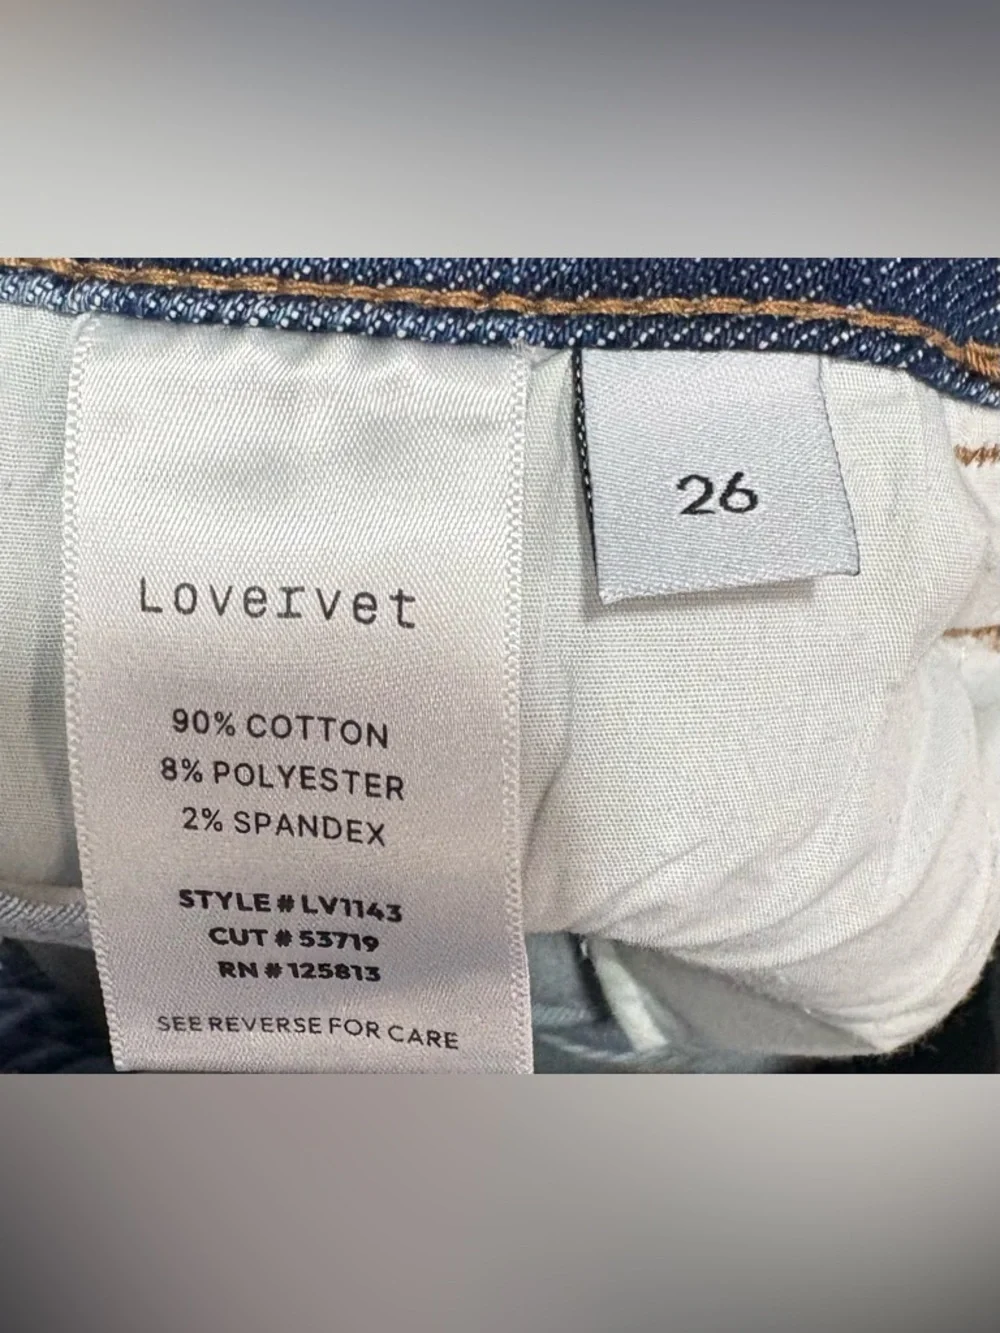 Lovervet
90% COTTON
8% POLYESTER
2% SPANDEX
STYLE # LV1143
CUT # 53719
RN # 125813
SEE REVERSE FOR CARE
26